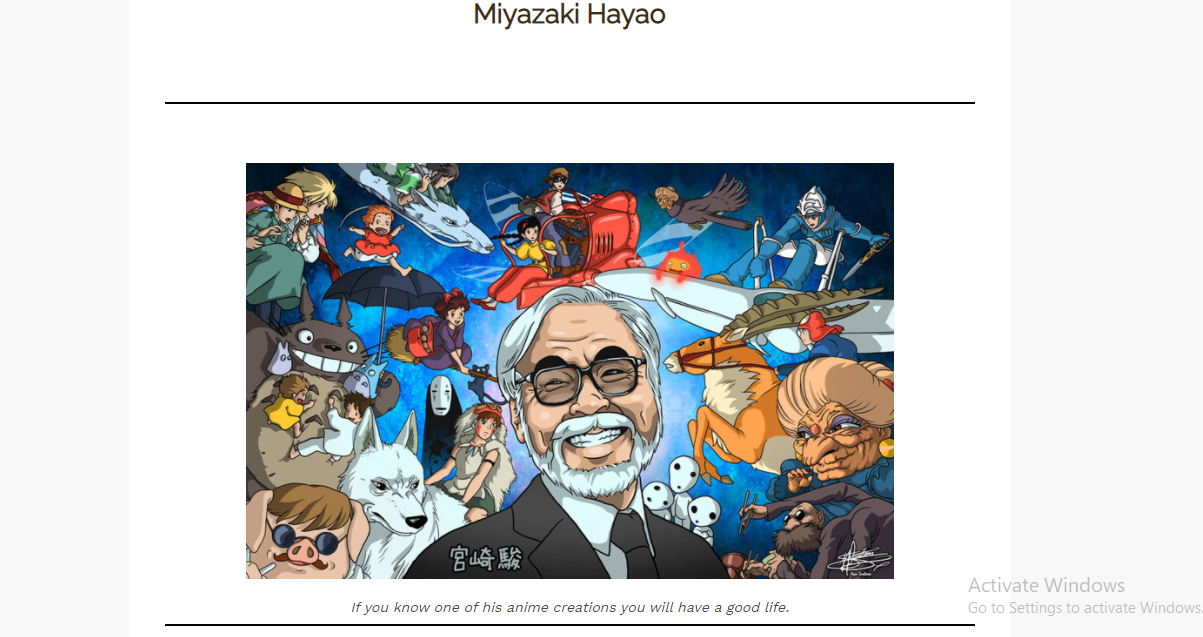 Miyazaki Hayao
宮崎駿
If you know one of his anime creations you will have a good life.
Activate Windows
Go to Settings to activate Windows.